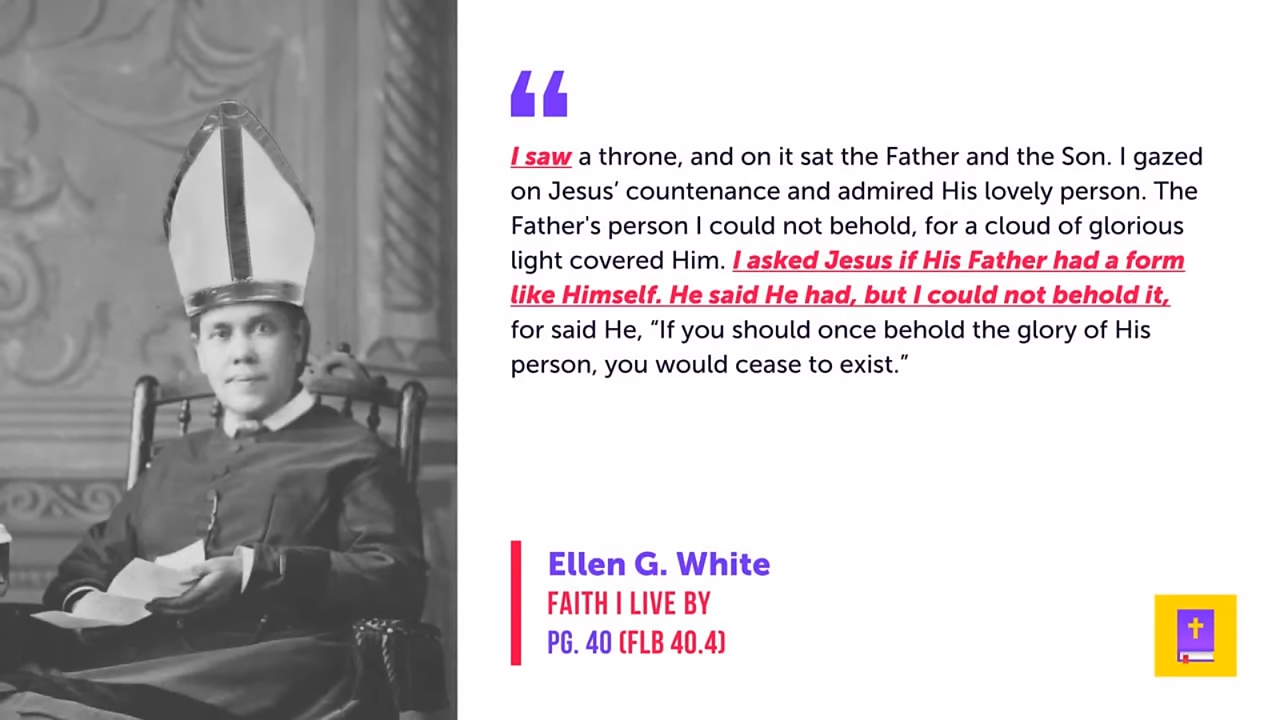 “
I saw a throne, and on it sat the Father and the Son. I gazed
on Jesus’ countenance and admired His lovely person. The
Father's person I could not behold, for a cloud of glorious
light covered Him. I asked Jesus if His Father had a form
like Himself. He said He had, but I could not behold it,
for said He, “If you should once behold the glory of His
person, you would cease to exist.”
Ellen G. White
FAITH I LIVE BY
PG. 40 (FLB 40.4)